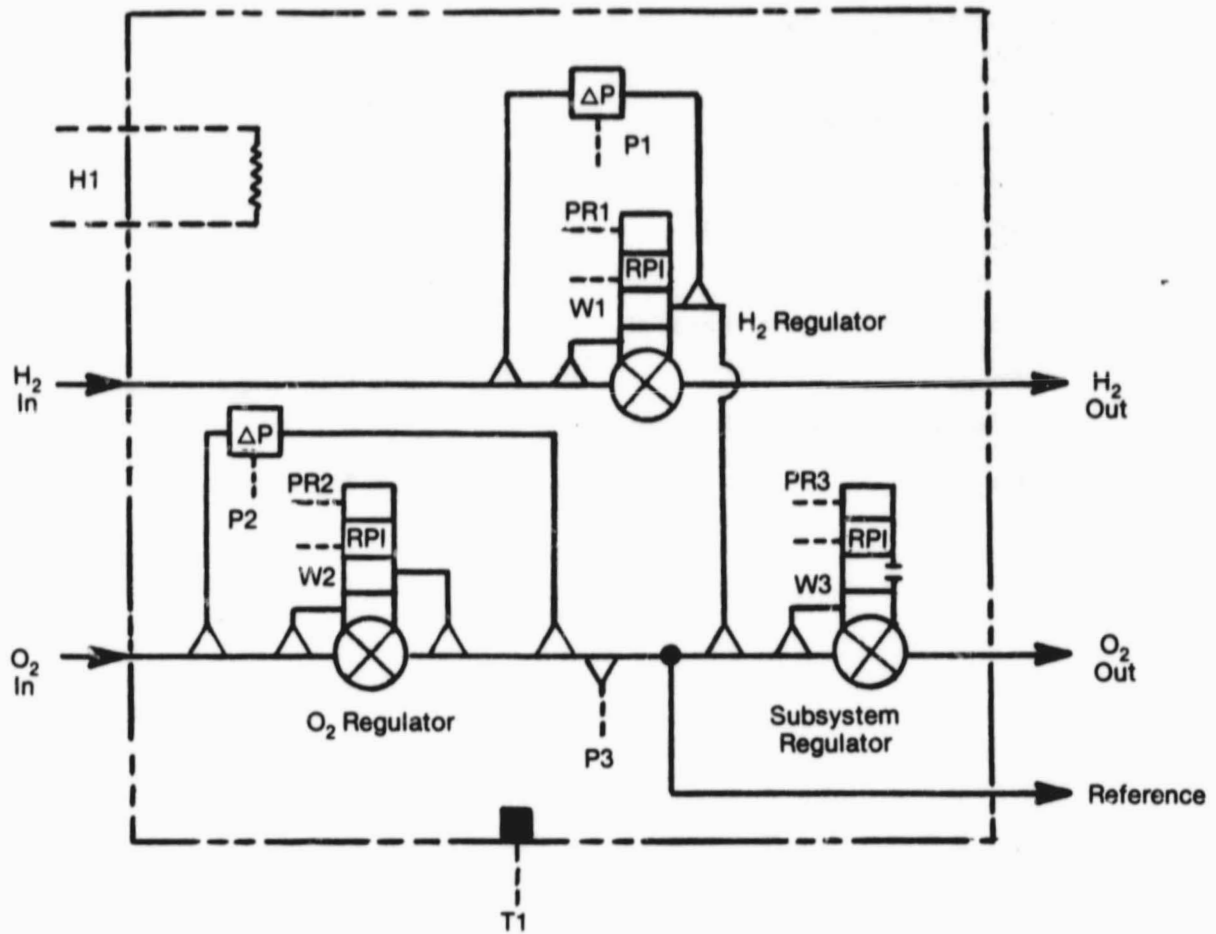 ΔP
P1
H1
PR1
RPI
W1
H₂ Regulator
H₂
In
H₂
Out
ΔP
P2
PR2
RPI
W2
PR3
RPI
W3
O₂
In
O₂ Regulator
P3
Subsystem
Regulator
O₂
Out
Reference
T1